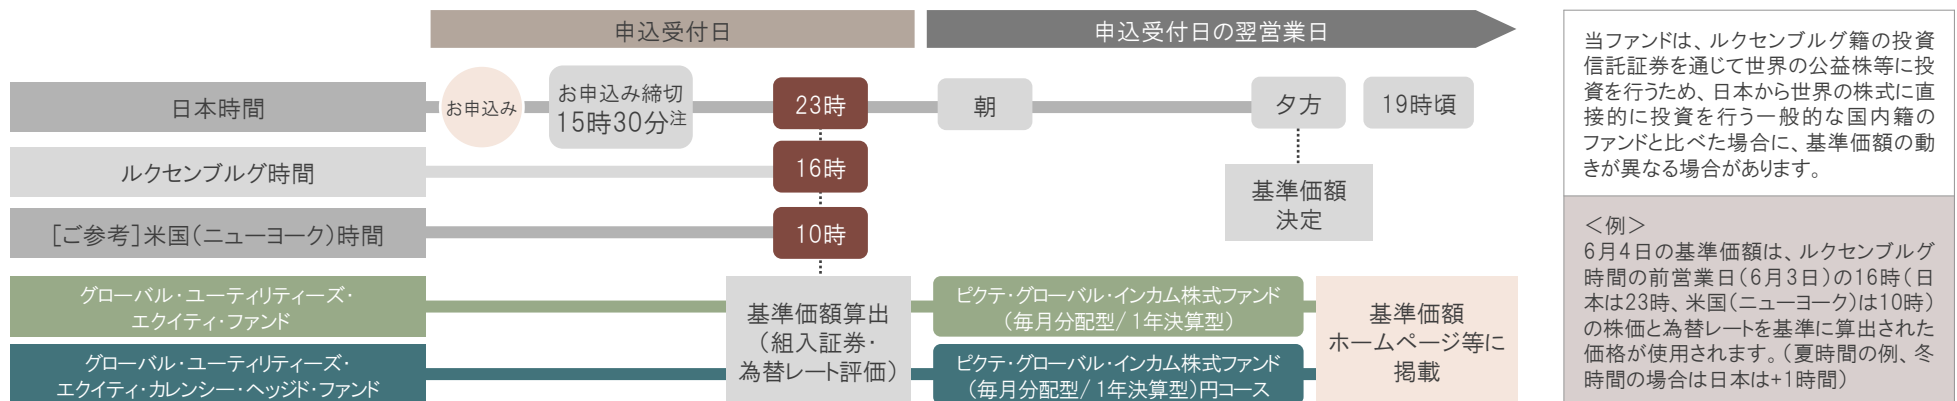 申込受付日
申込受付日の翌営業日
日本時間
お申込み
お申込み締切
15時30分注
23時
朝
夕方
19時頃
ルクセンブルグ時間
16時
基準価額
決定
[ご参考]米国(ニューヨーク)時間
10時
グローバル・ユーティリティーズ・
エクイティ・ファンド
基準価額算出
(組入証券・
為替レート評価)
ピクテ・グローバル・インカム株式ファンド
(毎月分配型/1年決算型)
基準価額
ホームページ等に
掲載
グローバル・ユーティリティーズ・
エクイティ・カレンシー・ヘッジド・ファンド
ピクテ・グローバル・インカム株式ファンド
(毎月分配型/1年決算型)円コース
当ファンドは、ルクセンブルグ籍の投資
信託証券を通じて世界の公益株等に投
資を行うため、日本から世界の株式に直
接的に投資を行う一般的な国内籍の
ファンドと比べた場合に、基準価額の動
きが異なる場合があります。
<例>
6月4日の基準価額は、ルクセンブルグ
時間の前営業日(6月3日)の16時(日
本は23時、米国(ニューヨーク)は10時)
の株価と為替レートを基準に算出された
価格が使用されます。(夏時間の例、冬
時間の場合は日本は+1時間)